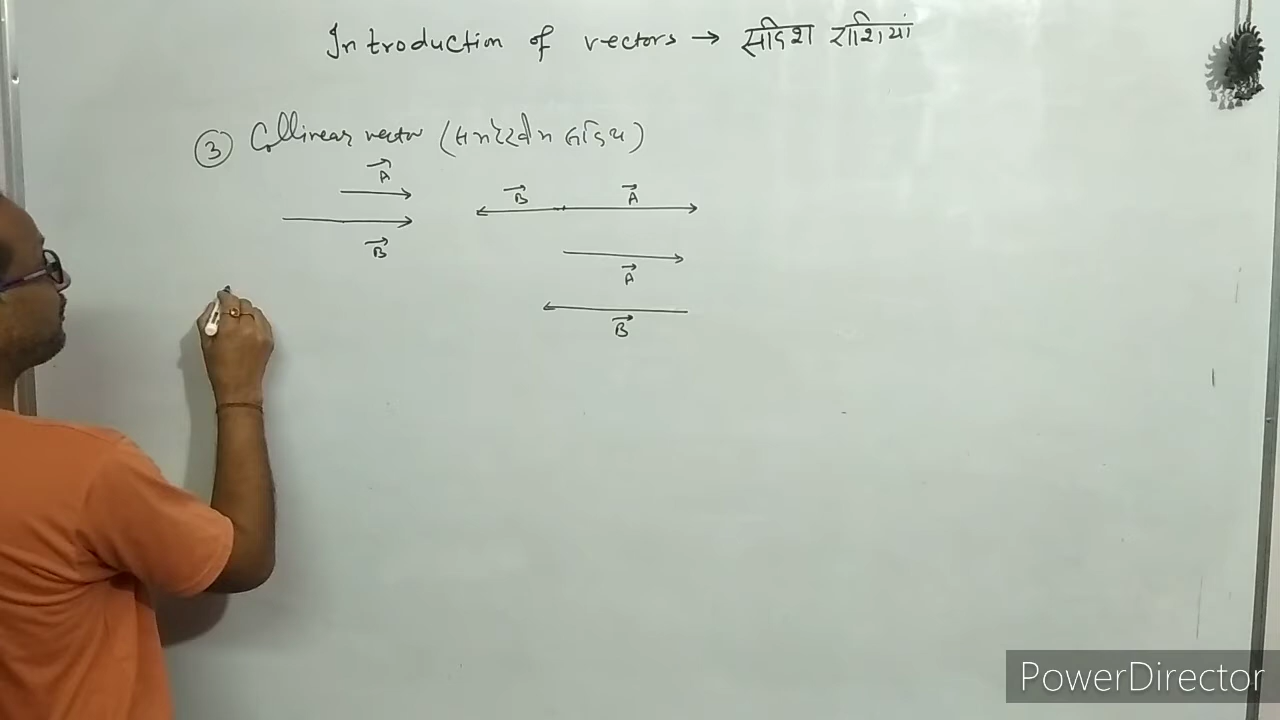 Introduction of vectors → सदिश राशियां
③ Collinear vector (
A
B
B A
A
B
PowerDirector